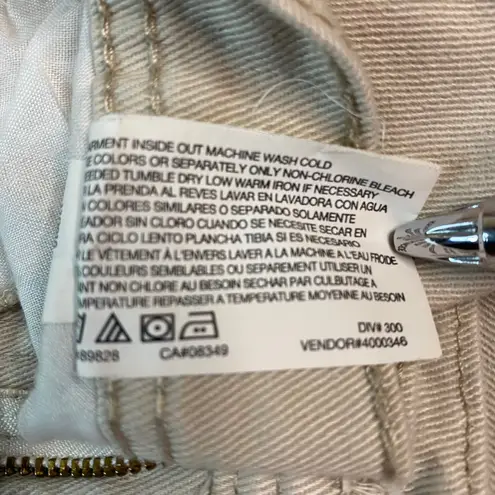 ARMENT INSIDE OUT MACHINE WASH COLD
E COLORS OR SEPARATELY ONLY NON-CHLORINE BLEACH
EEDED TUMBLE DRY LOW WARM IRON IF NECESSARY
LA PRENDA AL REVES LAVAR EN LAVADORA CON AGUA
N COLORES SIMILARES O SEPARADO SOLAMENTE
EADOR SIN CLORO CUANDO SE NECESITE SECAR EN
RA CICLO LENTO PLANCHA TIBIA SI ES NECESARIO
LE VÊTEMENT À L'ENVERS LAVER A LA MACHINE A L'EAU FROIDE
COULEURS SEMBLABLES OU SEPAREMENT UTILISER UN
ANT NON CHLORE AU BESOIN SECHAR PAR CULBUTAGE A
MPERATURE REPASSER A TEMPERATURE MOYENNE AU BESOIN
DIV# 300
89828 CA#08349 VENDOR#4000346